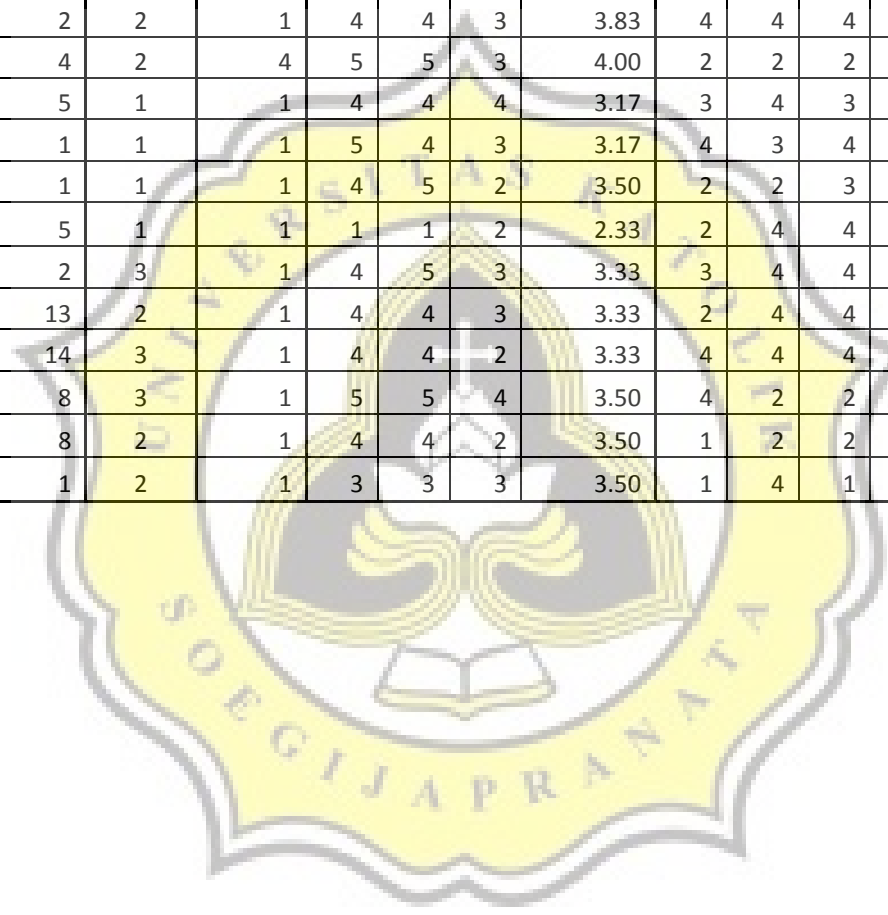 2 2 1 4 4 3 3.83 4 4 4
4 2 4 5 5 3 4.00 2 2 2
5 1 1 4 4 4 3.17 3 4 3
1 1 1 5 4 3 3.17 4 3 4
1 1 1 4 5 2 3.50 2 2 3
5 1 1 1 1 2 2.33 2 4 4
2 3 1 4 5 3 3.33 3 4 4
13 2 1 4 4 3 3.33 2 4 4
14 3 1 4 4 2 3.33 4 4 4
8 3 1 5 5 4 3.50 4 2 2
8 2 1 4 4 2 3.50 1 2 2
1 2 1 3 3 3 3.50 1 4 1
UNIVERSITAS KATOLIK
SOEGIJAPRANATA